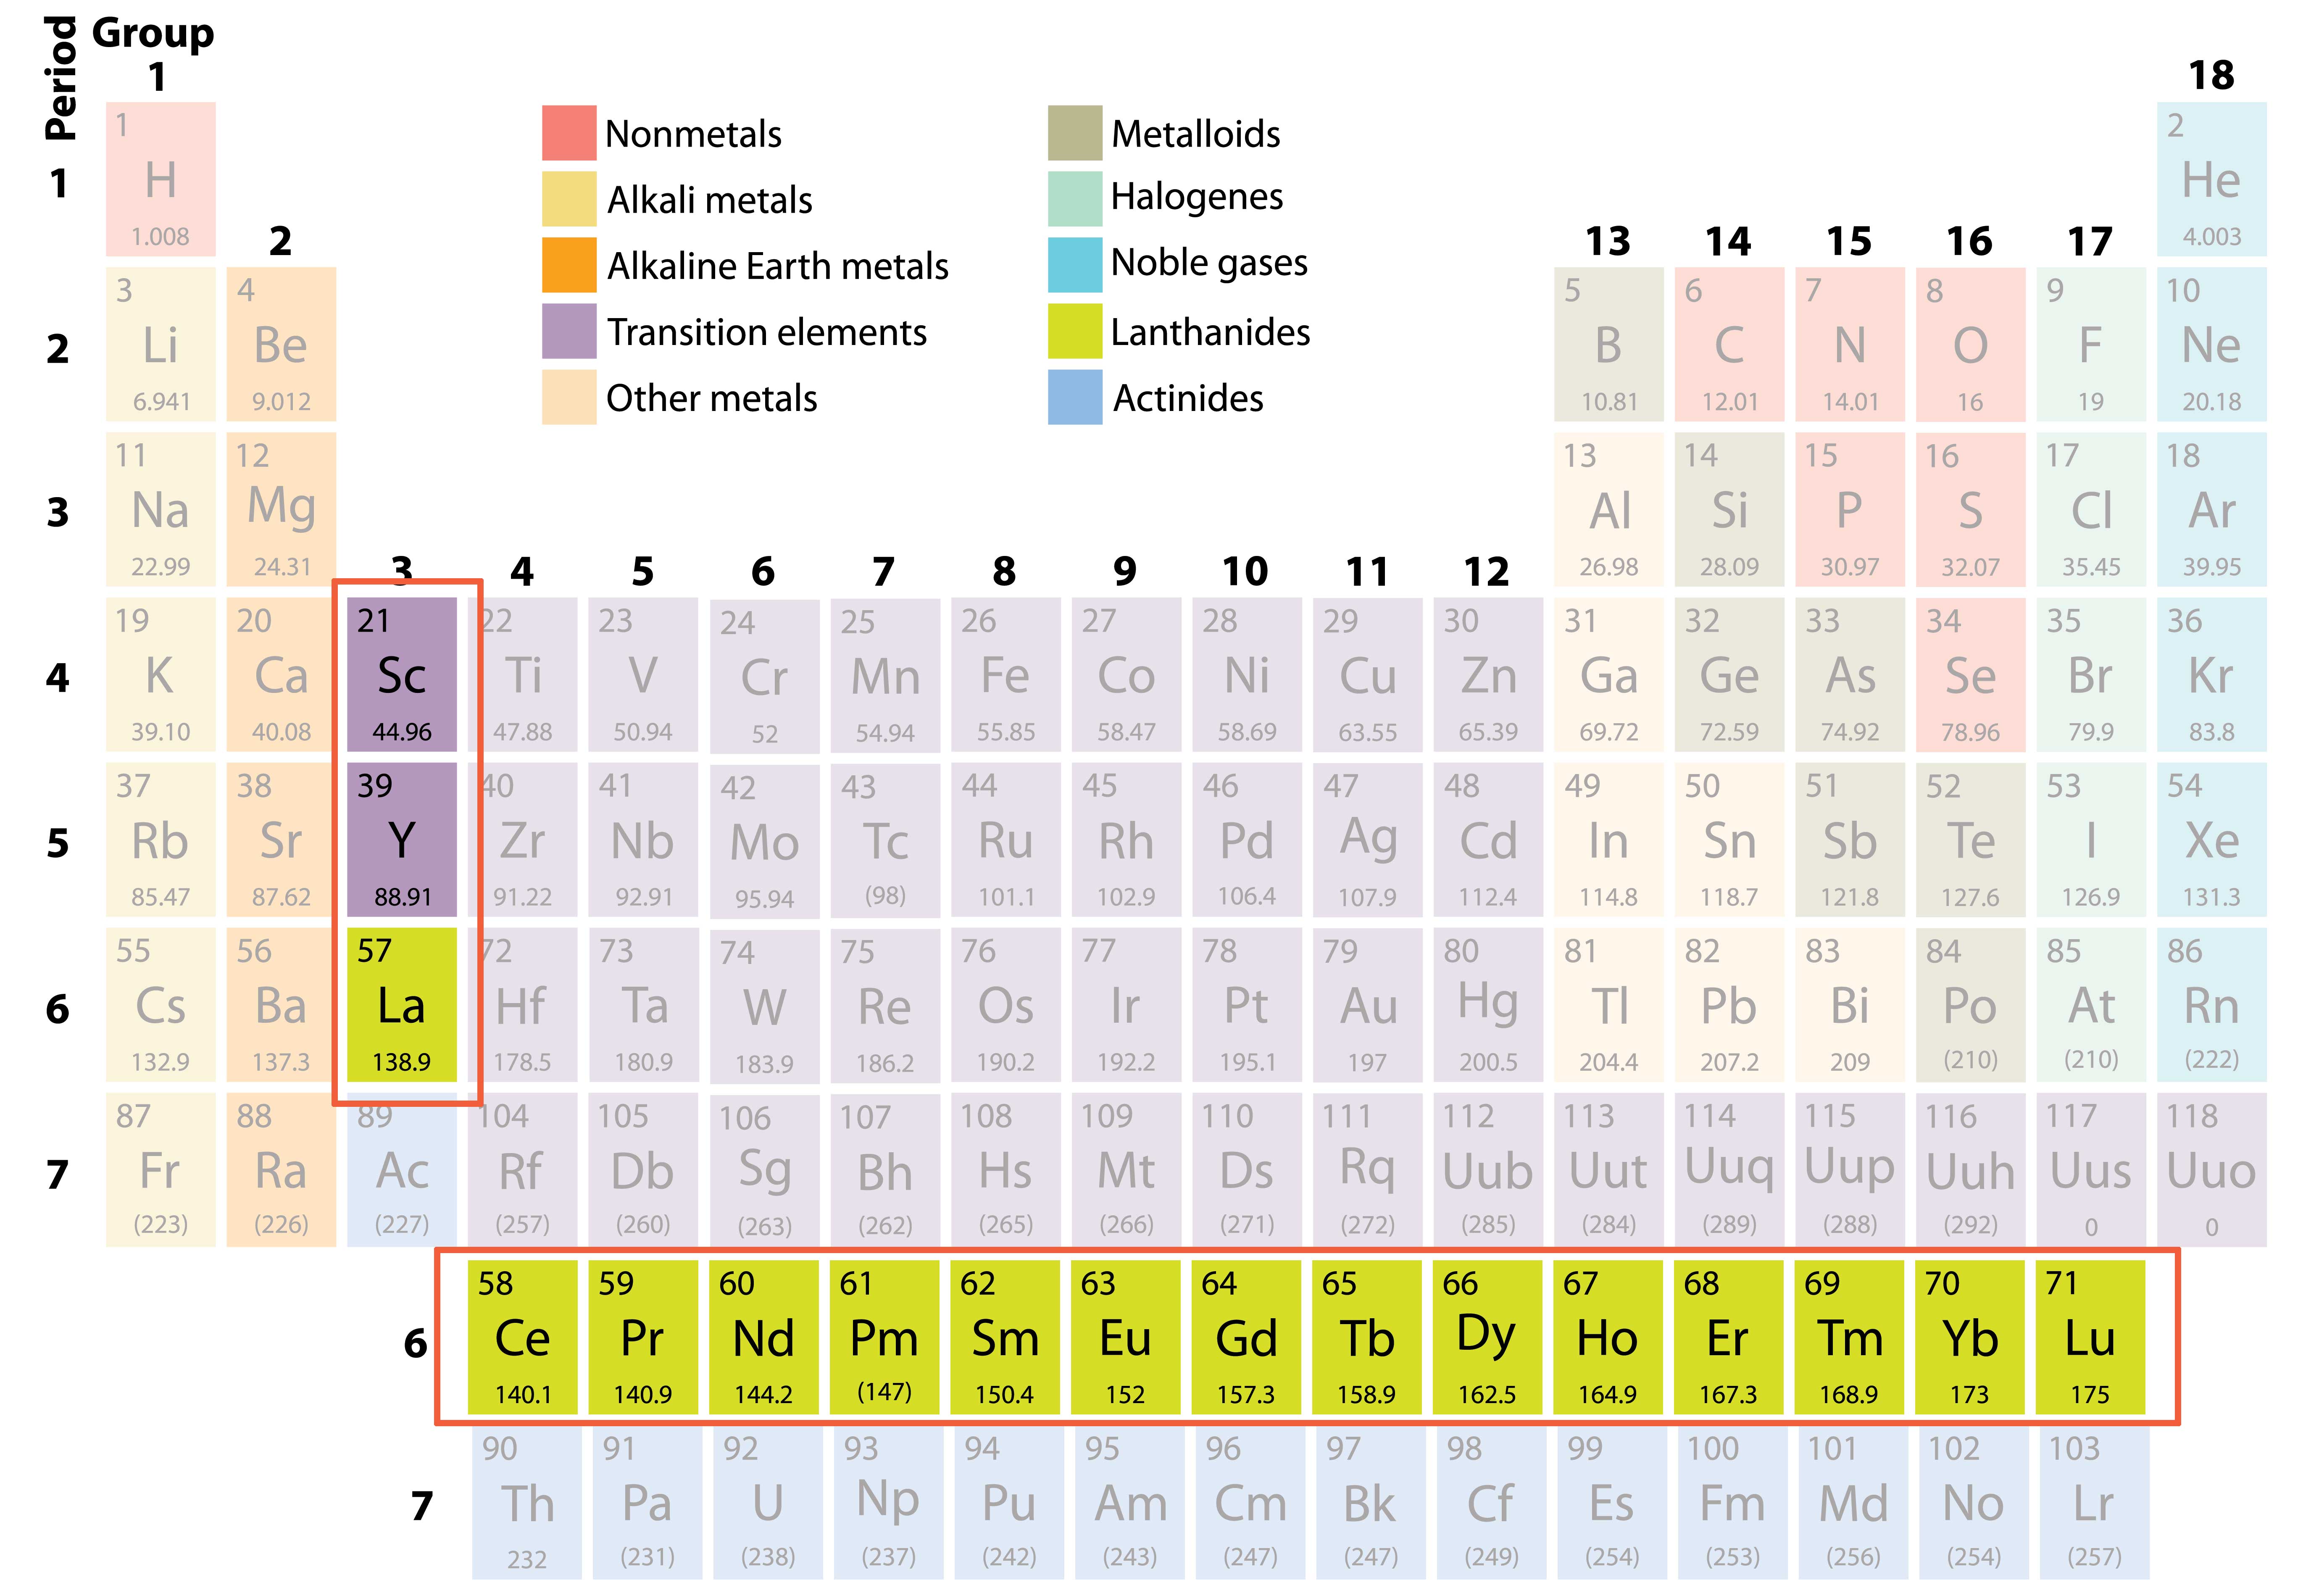 Period
Group
1
18
1 H 1.008
Nonmetals
Metalloids
2 He 4.003
1
Alkali metals
Halogenes
2
13 14 15 16 17
Alkaline Earth metals
Noble gases
3 Li 6.941
4 Be 9.012
Transition elements
Lanthanides
5 B 10.81
6 C 12.01
7 N 14.01
8 O 16
9 F 19
10 Ne 20.18
2
Other metals
Actinides
11 Na 22.99
12 Mg 24.31
13 Al 26.98
14 Si 28.09
15 P 30.97
16 S 32.07
17 Cl 35.45
18 Ar 39.95
3
3 4 5 6 7 8 9 10 11 12
4
19 K 39.10
20 Ca 40.08
21 Sc 44.96
22 Ti 47.88
23 V 50.94
24 Cr 52
25 Mn 54.94
26 Fe 55.85
27 Co 58.47
28 Ni 58.69
29 Cu 63.55
30 Zn 65.39
31 Ga 69.72
32 Ge 72.59
33 As 74.92
34 Se 78.96
35 Br 79.9
36 Kr 83.8
5
37 Rb 85.47
38 Sr 87.62
39 Y 88.91
40 Zr 91.22
41 Nb 92.91
42 Mo 95.94
43 Tc (98)
44 Ru 101.1
45 Rh 102.9
46 Pd 106.4
47 Ag 107.9
48 Cd 112.4
49 In 114.8
50 Sn 118.7
51 Sb 121.8
52 Te 127.6
53 I 126.9
54 Xe 131.3
6
55 Cs 132.9
56 Ba 137.3
57 La 138.9
72 Hf 178.5
73 Ta 180.9
74 W 183.9
75 Re 186.2
76 Os 190.2
77 Ir 192.2
78 Pt 195.1
79 Au 197
80 Hg 200.5
81 Tl 204.4
82 Pb 207.2
83 Bi 209
84 Po (210)
85 At (210)
86 Rn (222)
7
87 Fr (223)
88 Ra (226)
89 Ac (227)
104 Rf (257)
105 Db (260)
106 Sg (263)
107 Bh (262)
108 Hs (265)
109 Mt (266)
110 Ds (271)
111 Rq (272)
112 Uub (285)
113 Uut (284)
114 Uuq (289)
115 Uup (288)
116 Uuh (292)
117 Uus 0
118 Uuo 0
6
58 Ce 140.1
59 Pr 140.9
60 Nd 144.2
61 Pm (147)
62 Sm 150.4
63 Eu 152
64 Gd 157.3
65 Tb 158.9
66 Dy 162.5
67 Ho 164.9
68 Er 167.3
69 Tm 168.9
70 Yb 173
71 Lu 175
7
90 Th 232
91 Pa (231)
92 U (238)
93 Np (237)
94 Pu (242)
95 Am (243)
96 Cm (247)
97 Bk (247)
98 Cf (249)
99 Es (254)
100 Fm (253)
101 Md (256)
102 No (254)
103 Lr (257)